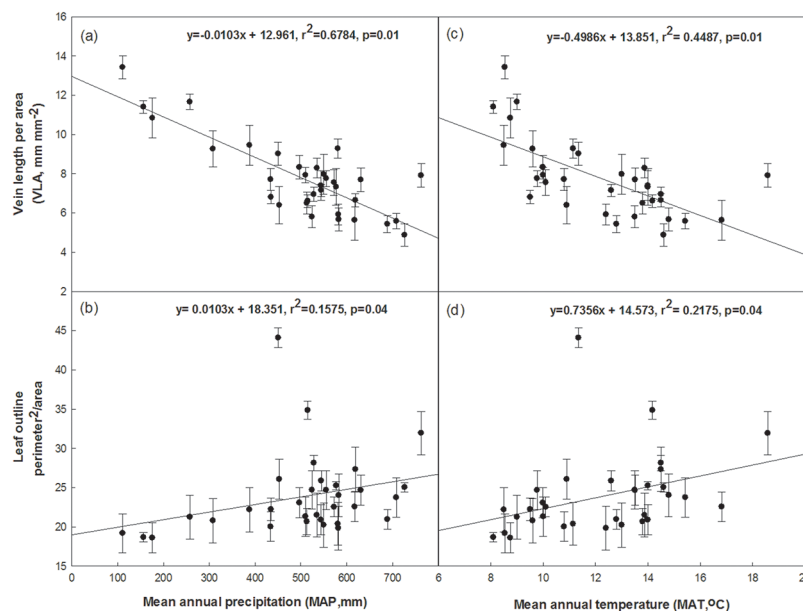 (a)
y=-0.0103x + 12.961, r²=0.6784, p=0.01
(c)
y=-0.4986x + 13.851, r²= 0.4487, p=0.01
Vein length per area
(VLA, mm mm-2)
16
14
12
10
8
6
4
2
(b)
y= 0.0103x + 18.351, r²=0.1575, p=0.04
(d)
y=0.7356x + 14.573, r²= 0.2175, p=0.04
Leaf outline
perimeter²/area
45
40
35
30
25
20
15
0 100 200 300 400 500 600 700 6 8 10 12 14 16 18 20
Mean annual precipitation (MAP,mm)
Mean annual temperature (MAT,ºC)